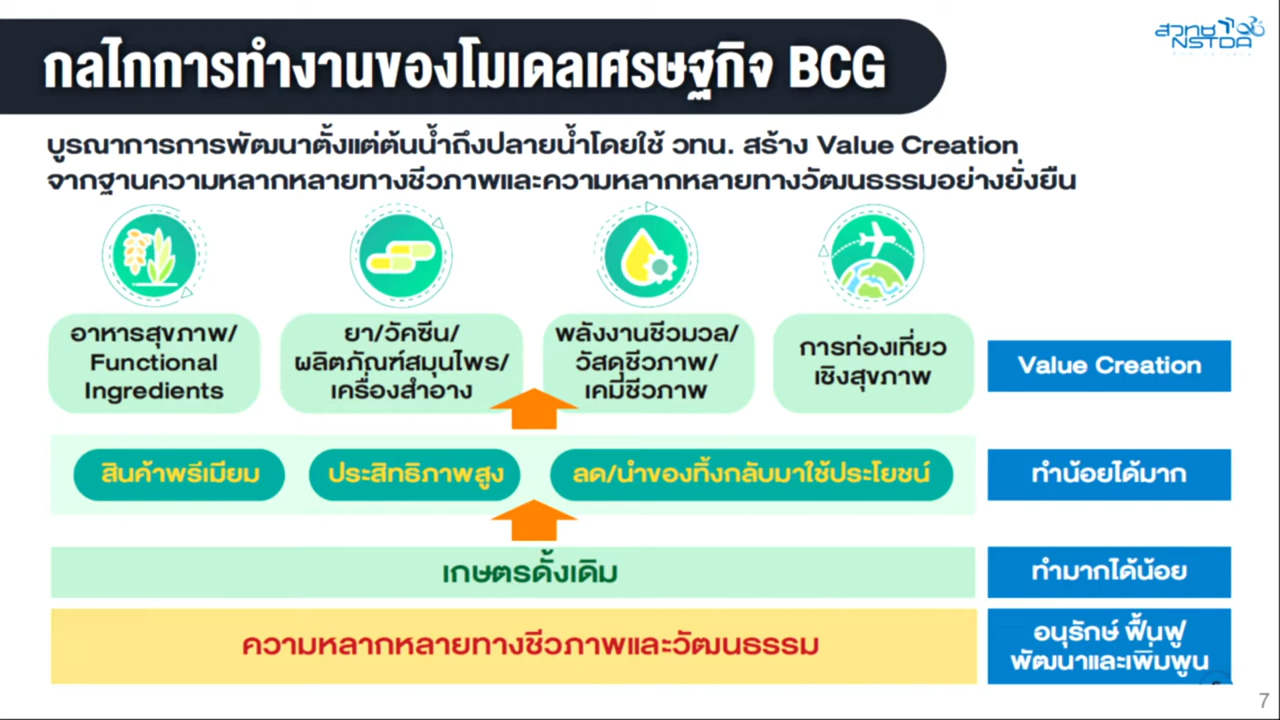 กลไกการทำงานของโมเดลเศรษฐกิจ BCG
สวทช
NSTDA
บูรณาการการพัฒนาตั้งแต่ต้นน้ำถึงปลายน้ำโดยใช้ วทน. สร้าง Value Creation
จากฐานความหลากหลายทางชีวภาพและความหลากหลายทางวัฒนธรรมอย่างยั่งยืน
อาหารสุขภาพ/
Functional
Ingredients
ยา/วัคซีน/
ผลิตภัณฑ์สมุนไพร/
เครื่องสำอาง
พลังงานชีวมวล/
วัสดุชีวภาพ/
เคมีชีวภาพ
การท่องเที่ยว
เชิงสุขภาพ
Value Creation
สินค้าพรีเมียม
ประสิทธิภาพสูง
ลด/นำของทิ้งกลับมาใช้ประโยชน์
ทำน้อยได้มาก
เกษตรดั้งเดิม
ทำมากได้น้อย
ความหลากหลายทางชีวภาพและวัฒนธรรม
อนุรักษ์ ฟื้นฟู
พัฒนาและเพิ่มพูน
7